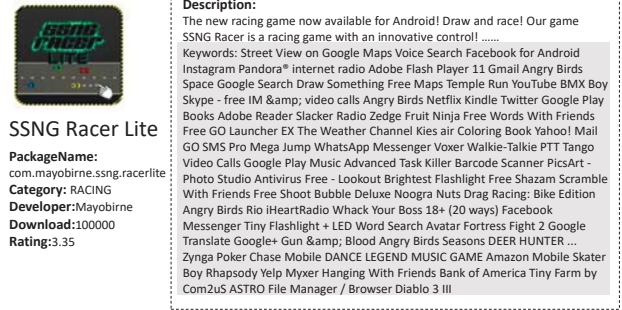 SSNG
RACER
LITE
SSNG Racer Lite
PackageName:
com.mayobirne.ssng.racerlite
Category: RACING
Developer:Mayobirne
Download:100000
Rating:3.35
Description:
The new racing game now available for Android! Draw and race! Our game
SSNG Racer is a racing game with an innovative control! ......
Keywords: Street View on Google Maps Voice Search Facebook for Android
Instagram Pandora® internet radio Adobe Flash Player 11 Gmail Angry Birds
Space Google Search Draw Something Free Maps Temple Run YouTube BMX Boy
Skype - free IM &amp; video calls Angry Birds Netflix Kindle Twitter Google Play
Books Adobe Reader Slacker Radio Zedge Fruit Ninja Free Words With Friends
Free GO Launcher EX The Weather Channel Kies air Coloring Book Yahoo! Mail
GO SMS Pro Mega Jump WhatsApp Messenger Voxer Walkie-Talkie PTT Tango
Video Calls Google Play Music Advanced Task Killer Barcode Scanner PicsArt -
Photo Studio Antivirus Free - Lookout Brightest Flashlight Free Shazam Scramble
With Friends Free Shoot Bubble Deluxe Noogra Nuts Drag Racing: Bike Edition
Angry Birds Rio iHeartRadio Whack Your Boss 18+ (20 ways) Facebook
Messenger Tiny Flashlight + LED Word Search Avatar Fortress Fight 2 Google
Translate Google+ Gun &amp; Blood Angry Birds Seasons DEER HUNTER ...
Zynga Poker Chase Mobile DANCE LEGEND MUSIC GAME Amazon Mobile Skater
Boy Rhapsody Yelp Myxer Hanging With Friends Bank of America Tiny Farm by
Com2uS ASTRO File Manager / Browser Diablo 3 III